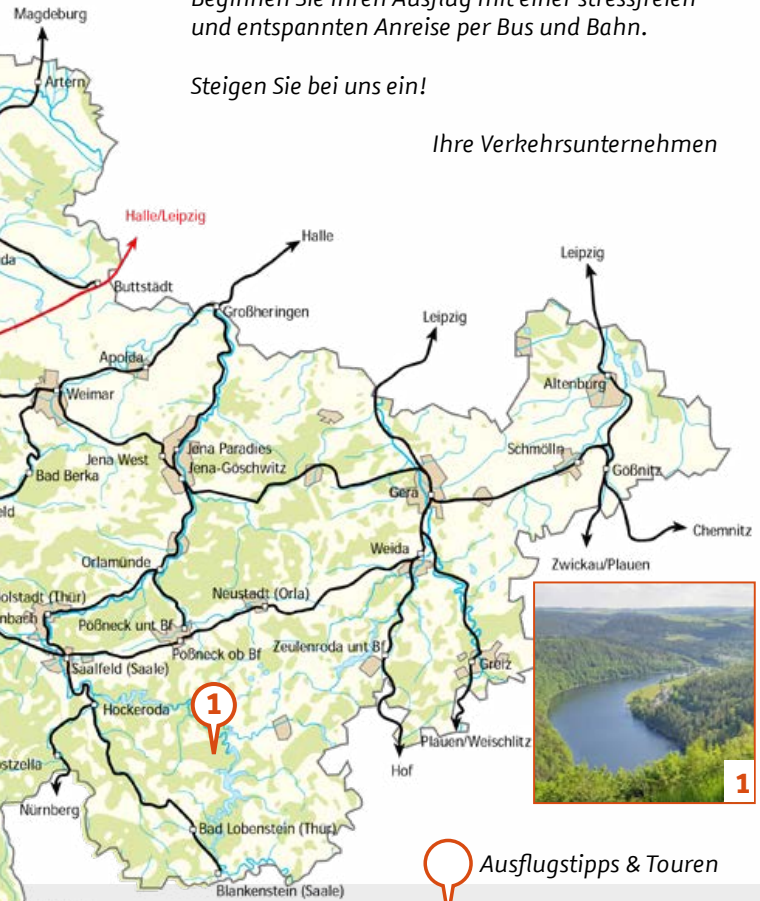 Beginnen Sie Ihren Ausflug mit einer stressfreien
und entspannten Anreise per Bus und Bahn.
Steigen Sie bei uns ein!
Ihre Verkehrsunternehmen
Magdeburg
Artern
Halle/Leipzig
Halle
Leipzig
Buttstädt
Großheringen
Leipzig
Apolda
Altenburg
Weimar
Jena Paradies
Schmölln
Jena West
Jena-Göschwitz
Gößnitz
Bad Berka
Gera
Chemnitz
Weida
Orlamünde
Zwickau/Plauen
Neustadt (Orla)
olstadt (Thür)
nbach
Pößneck unt Bf
Pößneck ob Bf
Zeulenroda unt Bf
Saalfeld (Saale)
Greiz
1
Hockeroda
Plauen/Weischlitz
Hof
stzella
1
Nürnberg
Bad Lobenstein (Thür)
Ausflugstipps & Touren
Blankenstein (Saale)